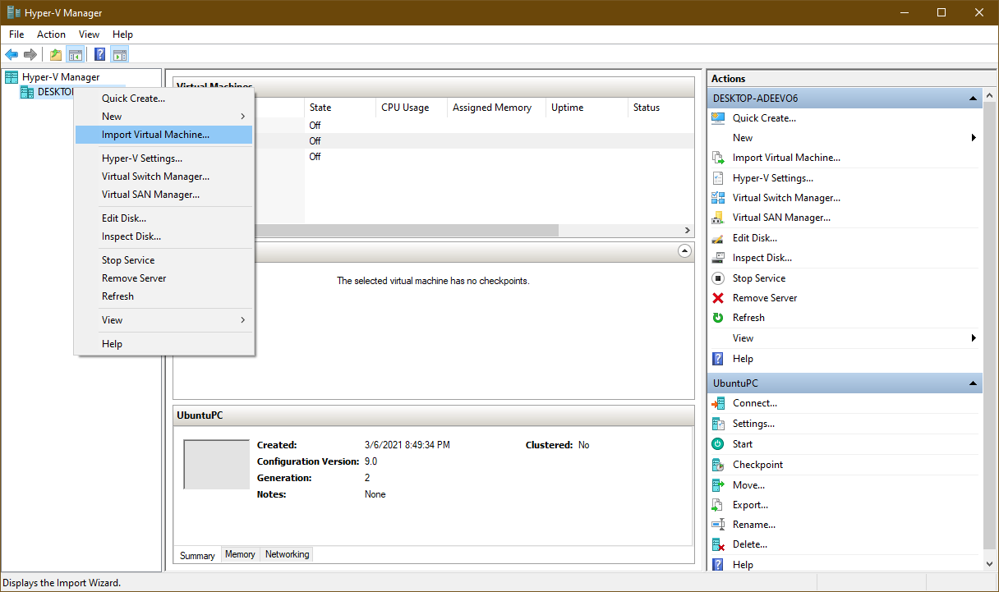 Hyper-V Manager
File Action View Help
Hyper-V Manager
Quick Create...
New
Import Virtual Machine...
Hyper-V Settings...
Virtual Switch Manager...
Virtual SAN Manager...
Edit Disk...
Inspect Disk...
Stop Service
Remove Server
Refresh
View
Help
Virtual Machines
State CPU Usage Assigned Memory Uptime Status
Off
Off
Off
The selected virtual machine has no checkpoints.
UbuntuPC
Created: 3/6/2021 8:49:34 PM Clustered: No
Configuration Version: 9.0
Generation: 2
Notes: None
Summary Memory Networking
Actions
DESKTOP-ADEEVO6
Quick Create...
New
Import Virtual Machine...
Hyper-V Settings...
Virtual Switch Manager...
Virtual SAN Manager...
Edit Disk...
Inspect Disk...
Stop Service
Remove Server
Refresh
View
Help
UbuntuPC
Connect...
Settings...
Start
Checkpoint
Move...
Export...
Rename...
Delete...
Help
Displays the Import Wizard.